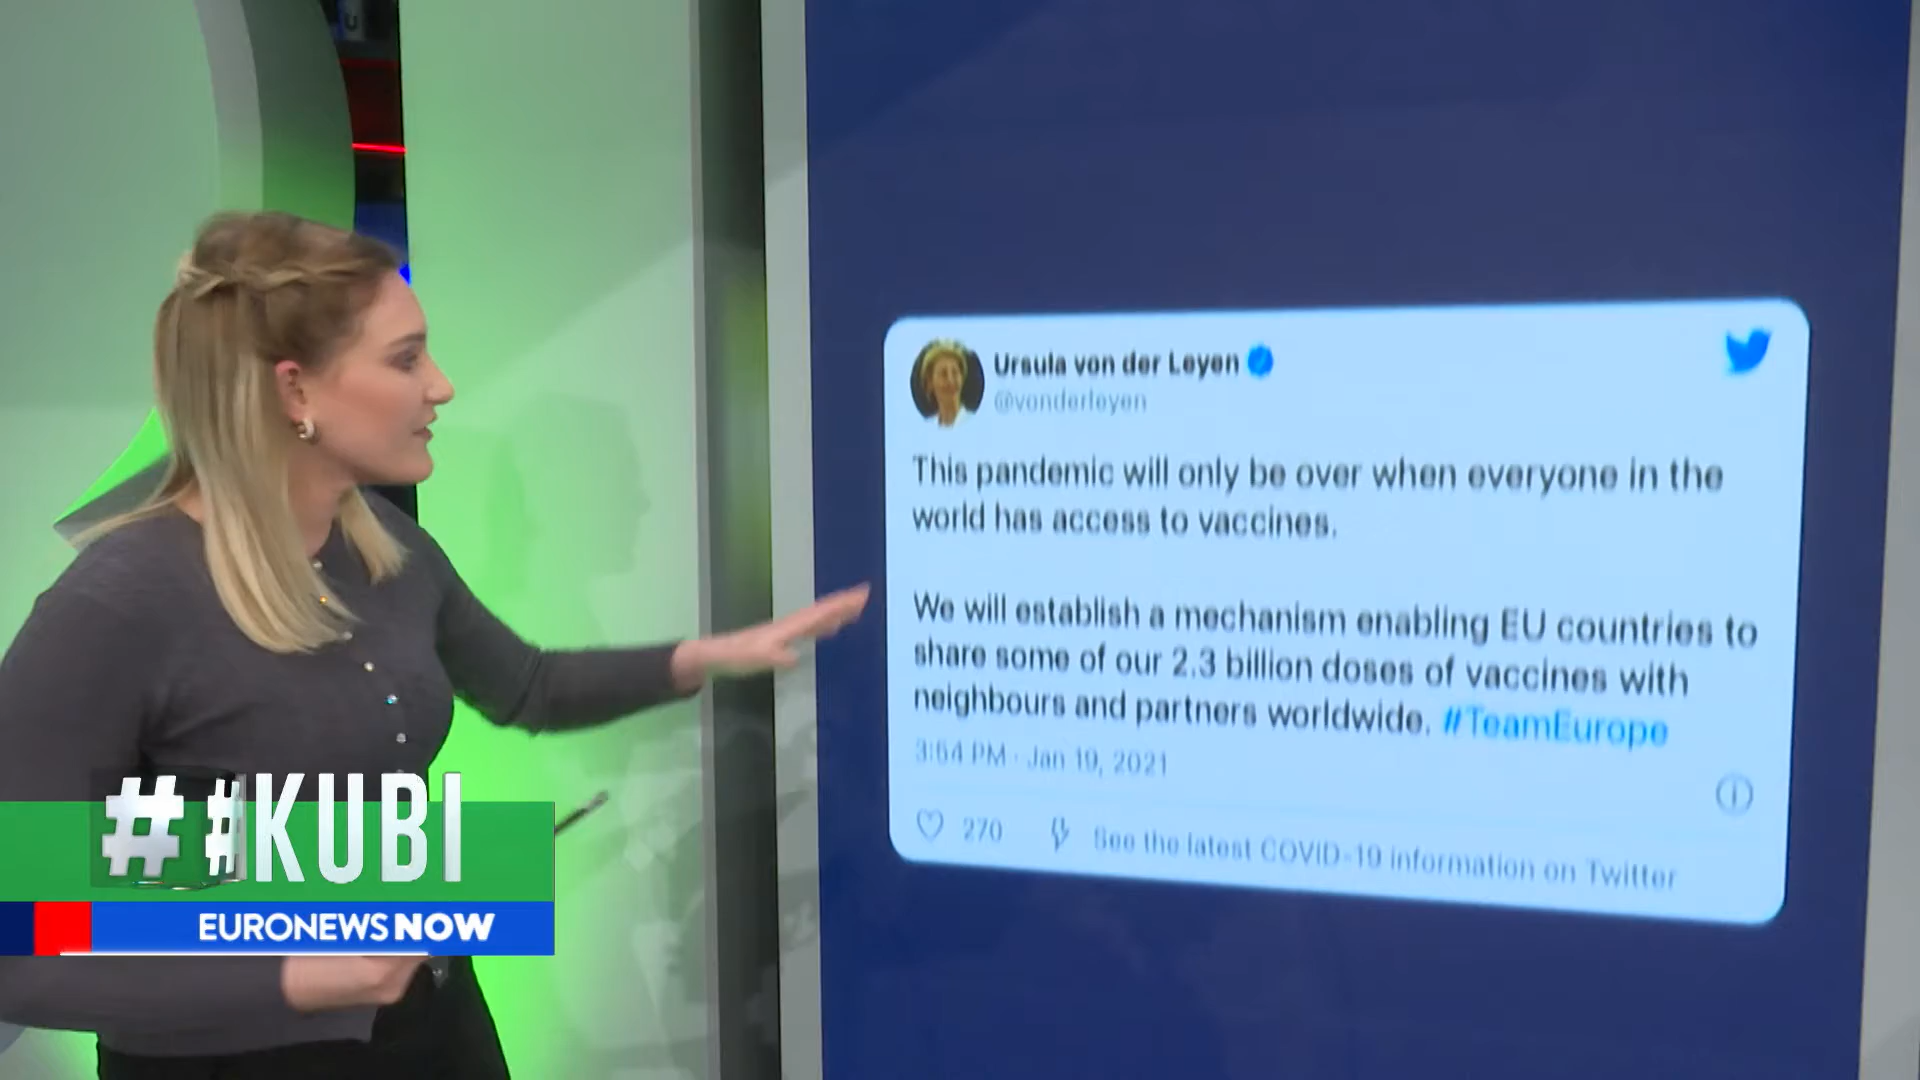 Ursula von der Leyen
@vonderleyen
This pandemic will only be over when everyone in the
world has access to vaccines.
We will establish a mechanism enabling EU countries to
share some of our 2.3 billion doses of vaccines with
neighbours and partners worldwide. #TeamEurope
3:54 PM · Jan 19, 2021
270
See the latest COVID-19 information on Twitter
##KUBI
EURONEWS NOW